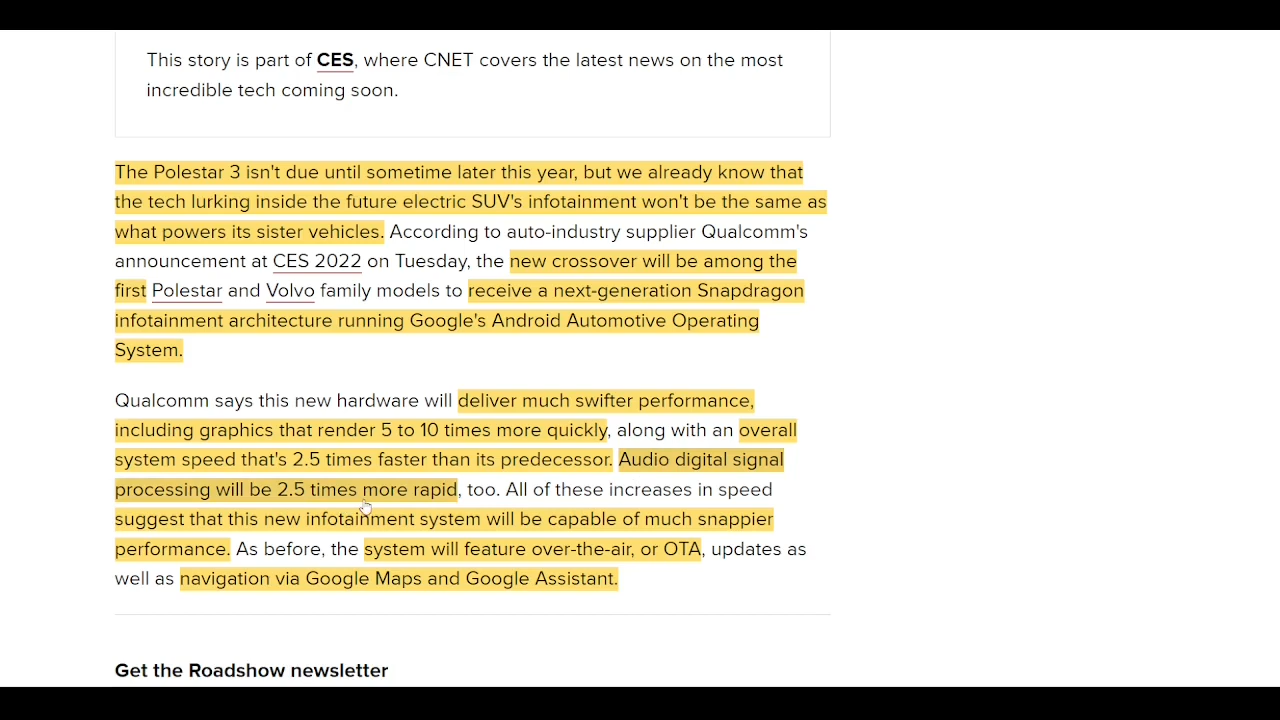 This story is part of CES, where CNET covers the latest news on the most
incredible tech coming soon.
The Polestar 3 isn't due until sometime later this year, but we already know that
the tech lurking inside the future electric SUV's infotainment won't be the same as
what powers its sister vehicles. According to auto-industry supplier Qualcomm's
announcement at CES 2022 on Tuesday, the new crossover will be among the
first Polestar and Volvo family models to receive a next-generation Snapdragon
infotainment architecture running Google's Android Automotive Operating
System.
Qualcomm says this new hardware will deliver much swifter performance,
including graphics that render 5 to 10 times more quickly, along with an overall
system speed that's 2.5 times faster than its predecessor. Audio digital signal
processing will be 2.5 times more rapid, too. All of these increases in speed
suggest that this new infotainment system will be capable of much snappier
performance. As before, the system will feature over-the-air, or OTA, updates as
well as navigation via Google Maps and Google Assistant.
Get the Roadshow newsletter